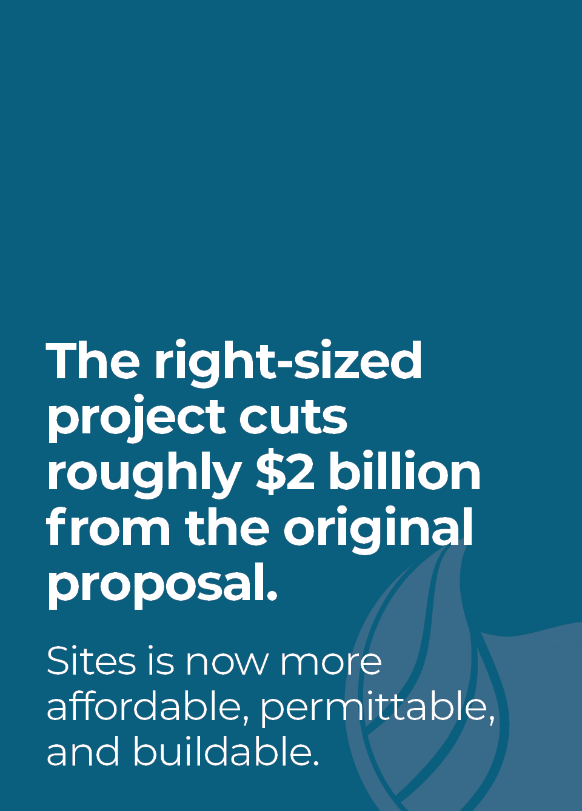 The right-sized
project cuts
roughly $2 billion
from the original
proposal.
Sites is now more
affordable, permittable,
and buildable.